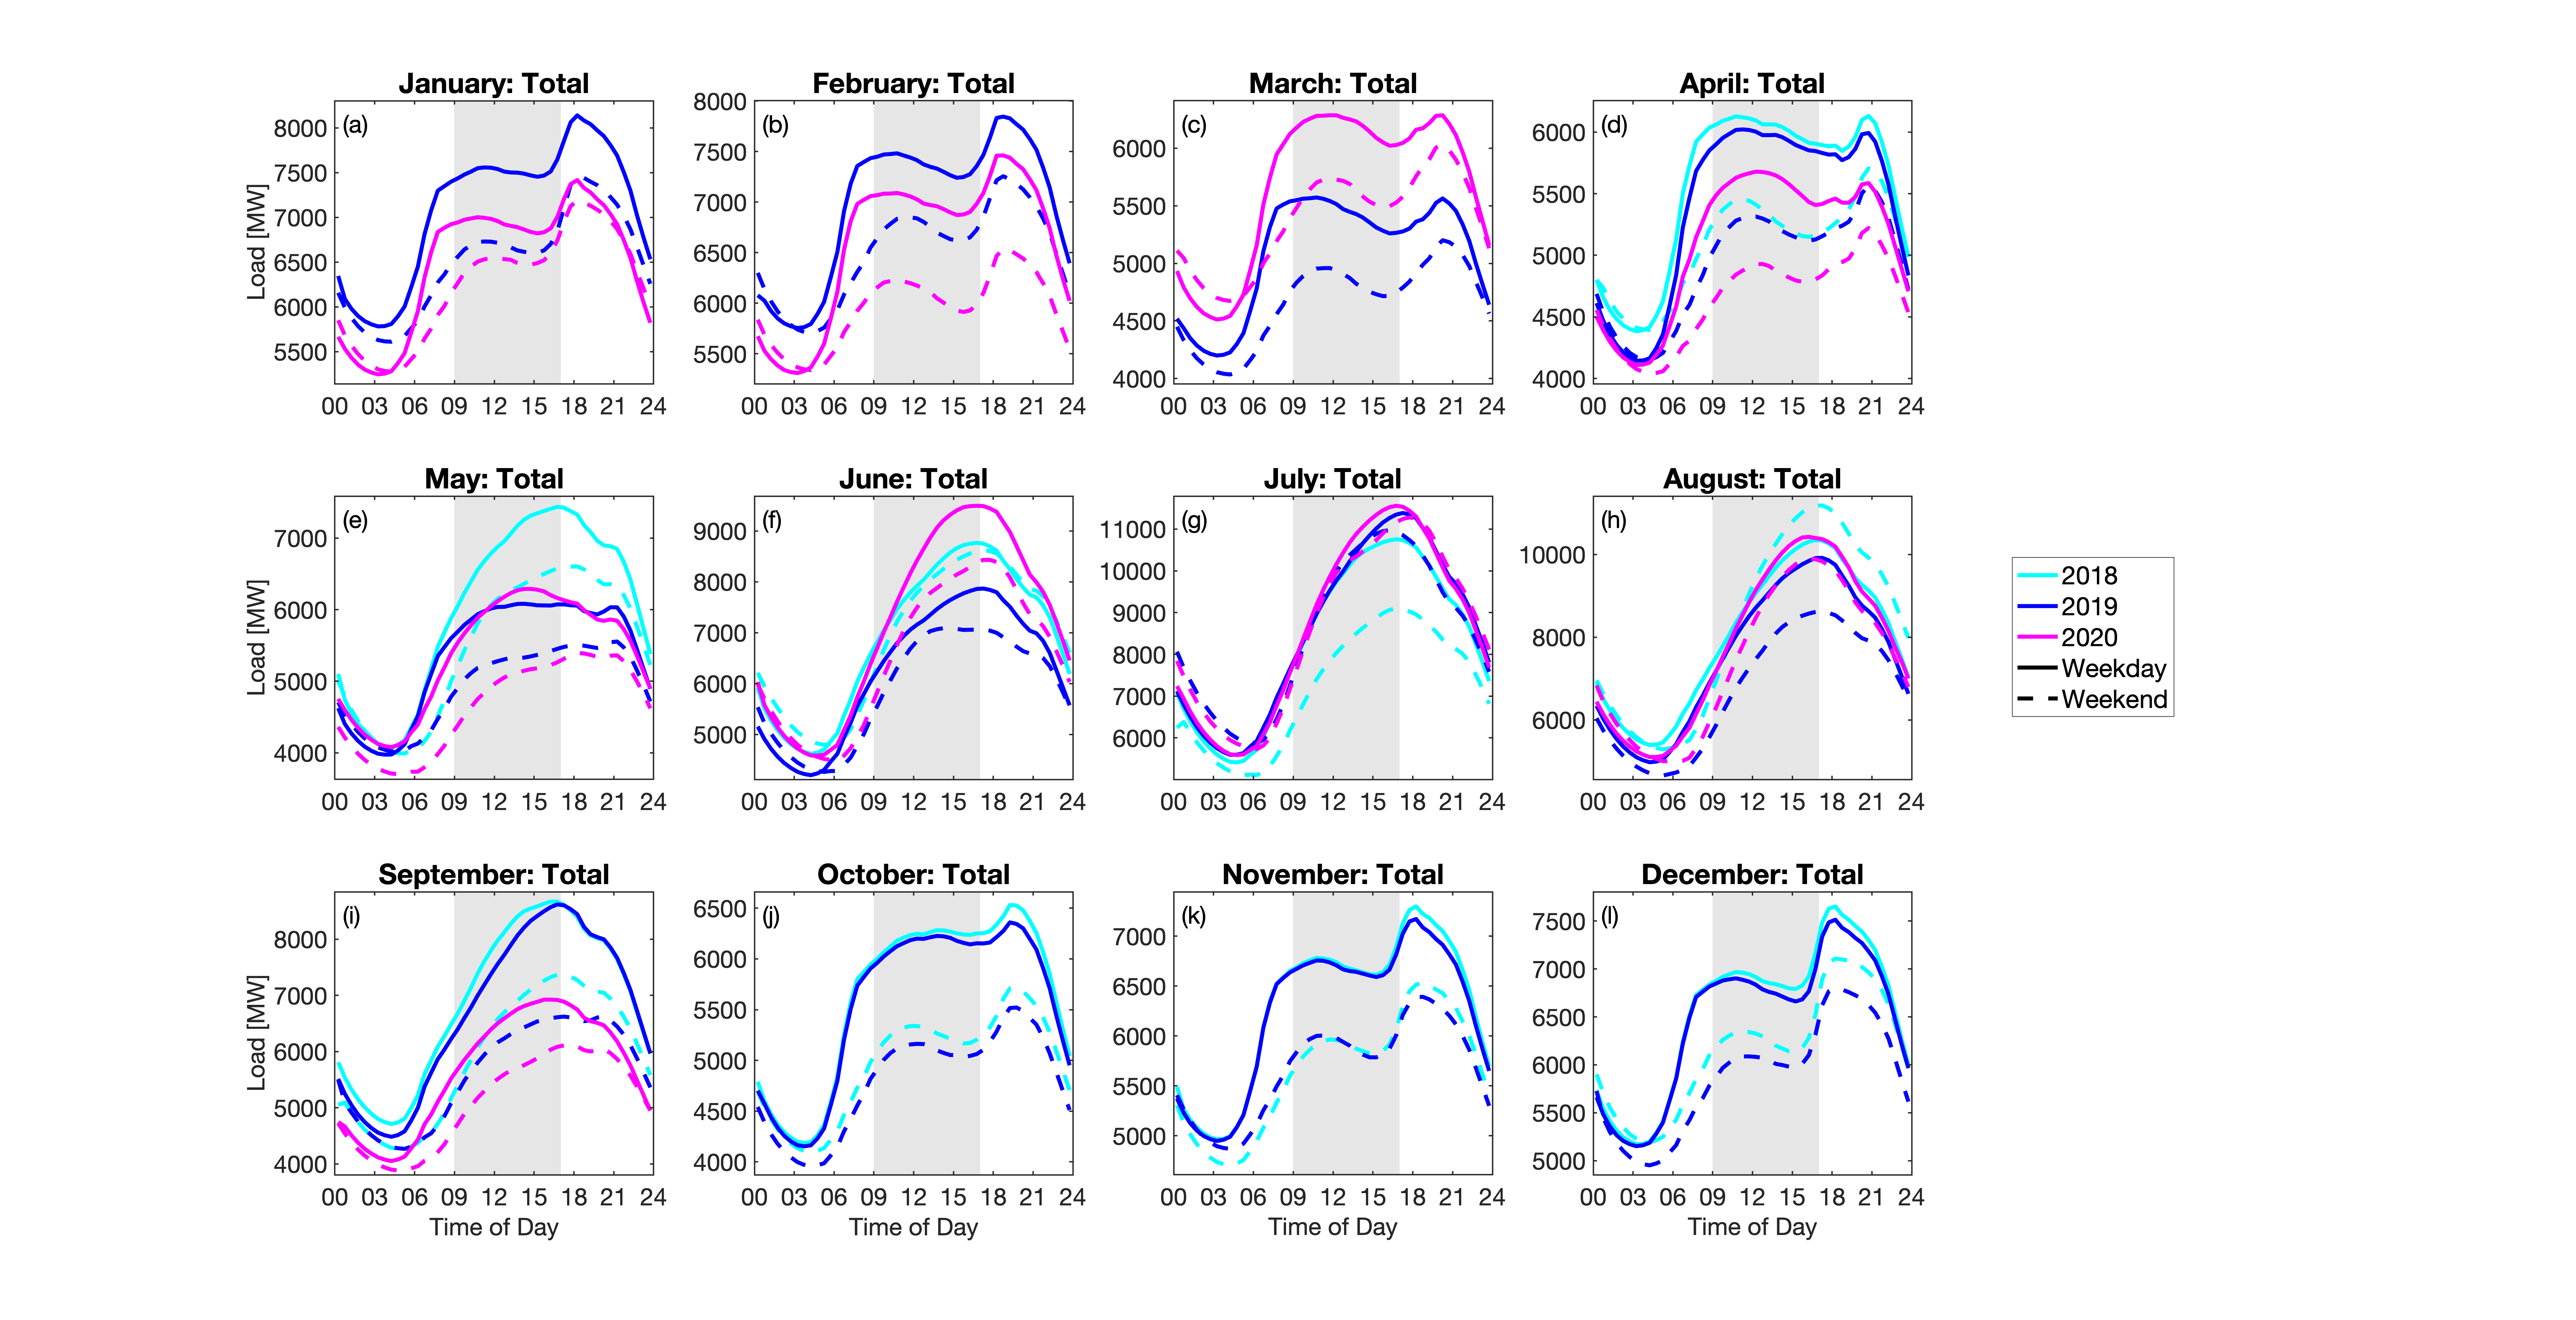 January: Total
(a)
Load [MW]
8000
7500
7000
6500
6000
5500
00 03 06 09 12 15 18 21 24
February: Total
(b)
8000
7500
7000
6500
6000
5500
00 03 06 09 12 15 18 21 24
March: Total
(c)
6000
5500
5000
4500
4000
00 03 06 09 12 15 18 21 24
April: Total
(d)
6000
5500
5000
4500
4000
00 03 06 09 12 15 18 21 24
May: Total
(e)
Load [MW]
7000
6000
5000
4000
00 03 06 09 12 15 18 21 24
June: Total
(f)
9000
8000
7000
6000
5000
00 03 06 09 12 15 18 21 24
July: Total
(g)
11000
10000
9000
8000
7000
6000
00 03 06 09 12 15 18 21 24
August: Total
(h)
10000
8000
6000
00 03 06 09 12 15 18 21 24
2018
2019
2020
Weekday
Weekend
September: Total
(i)
Load [MW]
8000
7000
6000
5000
4000
00 03 06 09 12 15 18 21 24
Time of Day
October: Total
(j)
6500
6000
5500
5000
4500
4000
00 03 06 09 12 15 18 21 24
Time of Day
November: Total
(k)
7000
6500
6000
5500
5000
00 03 06 09 12 15 18 21 24
Time of Day
December: Total
(l)
7500
7000
6500
6000
5500
5000
00 03 06 09 12 15 18 21 24
Time of Day